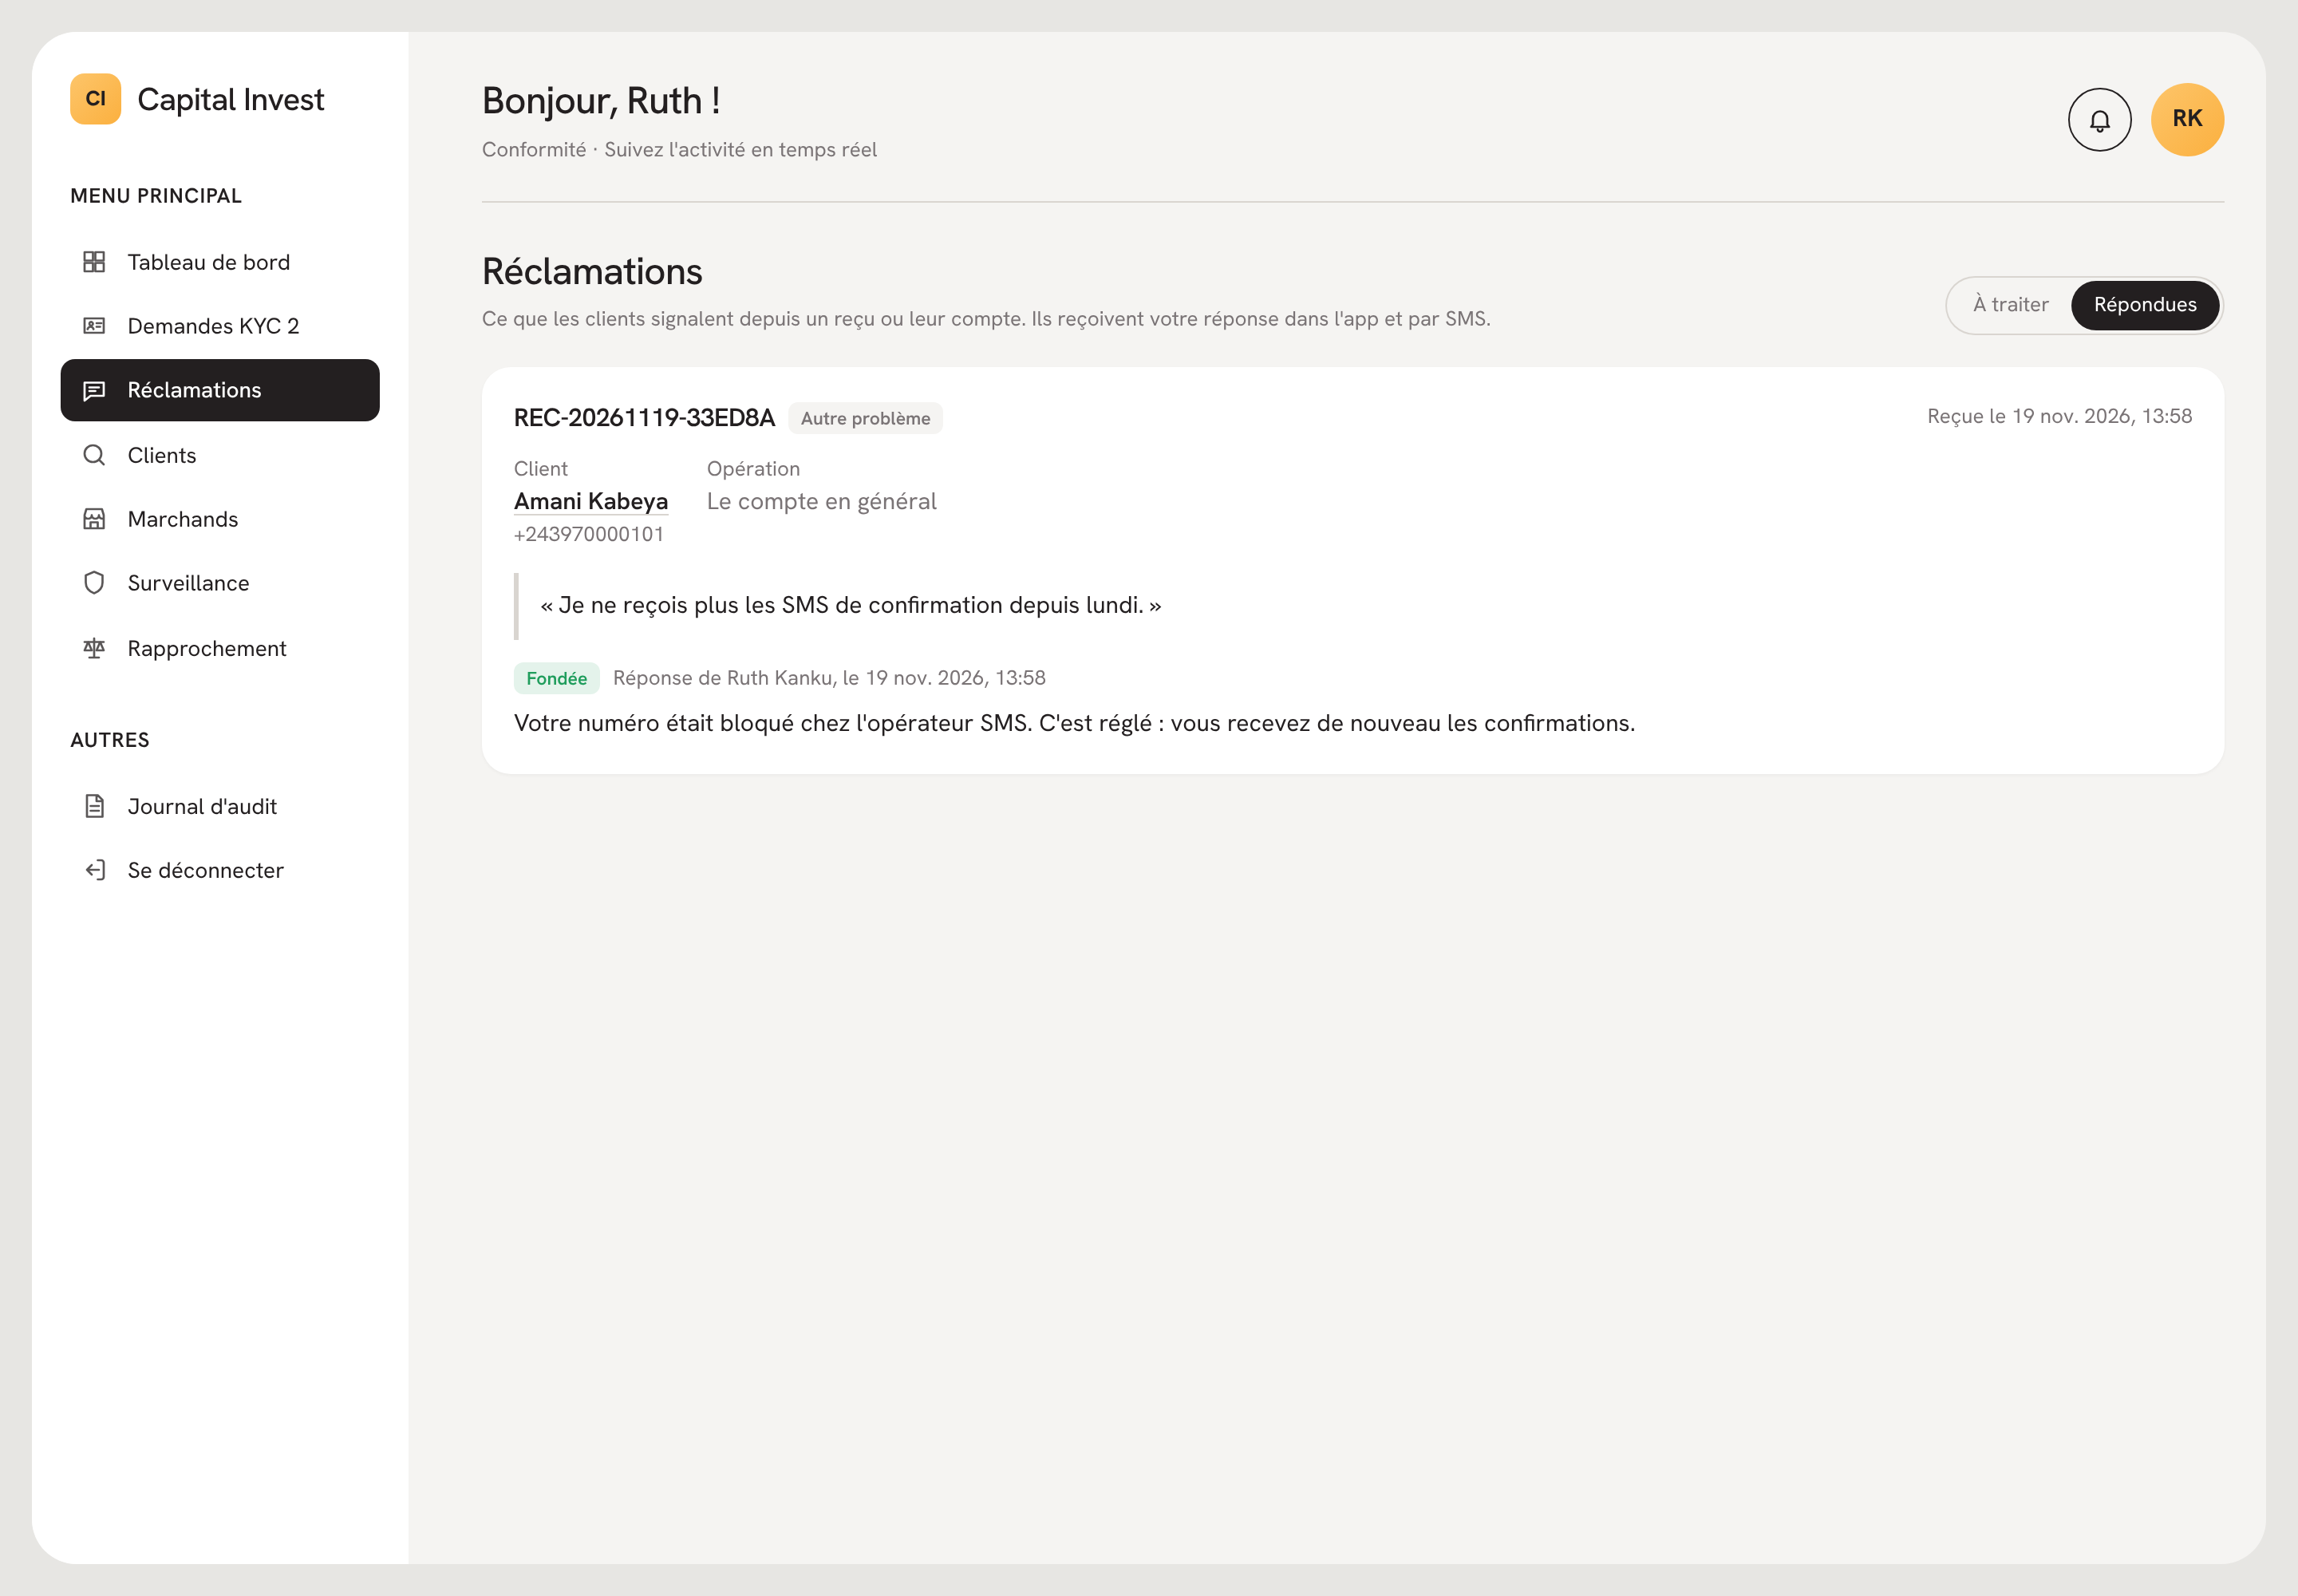 CI
Capital Invest
MENU PRINCIPAL
Tableau de bord
Demandes KYC 2
Réclamations
Clients
Marchands
Surveillance
Rapprochement
AUTRES
Journal d'audit
Se déconnecter
Bonjour, Ruth !
Conformité · Suivez l'activité en temps réel
RK
Réclamations
Ce que les clients signalent depuis un reçu ou leur compte. Ils reçoivent votre réponse dans l'app et par SMS.
À traiter
Répondues
REC-20261119-33ED8A
Autre problème
Reçue le 19 nov. 2026, 13:58
Client
Amani Kabeya
+243970000101
Opération
Le compte en général
« Je ne reçois plus les SMS de confirmation depuis lundi. »
Fondée
Réponse de Ruth Kanku, le 19 nov. 2026, 13:58
Votre numéro était bloqué chez l'opérateur SMS. C'est réglé : vous recevez de nouveau les confirmations.